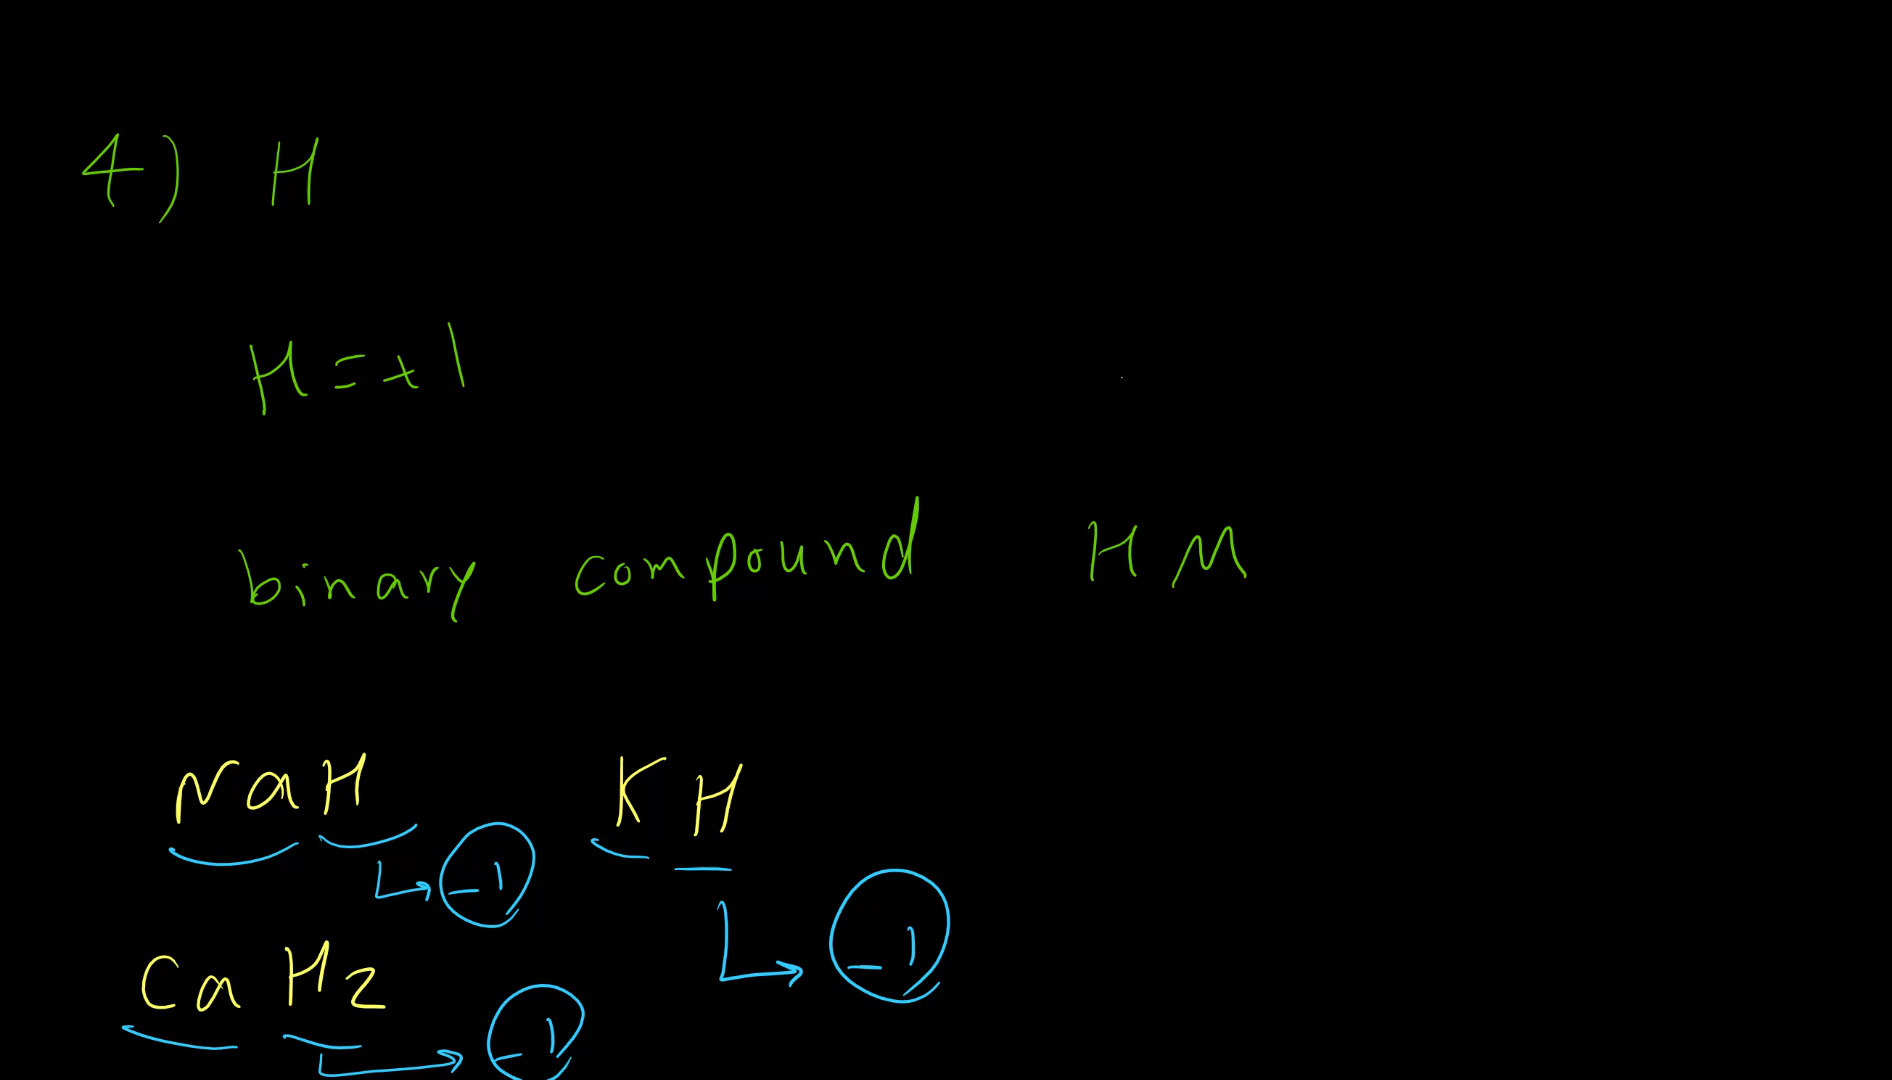 4) H
H = +1
binary compound HM
NaH KH
-1 -1
CaH2
-1